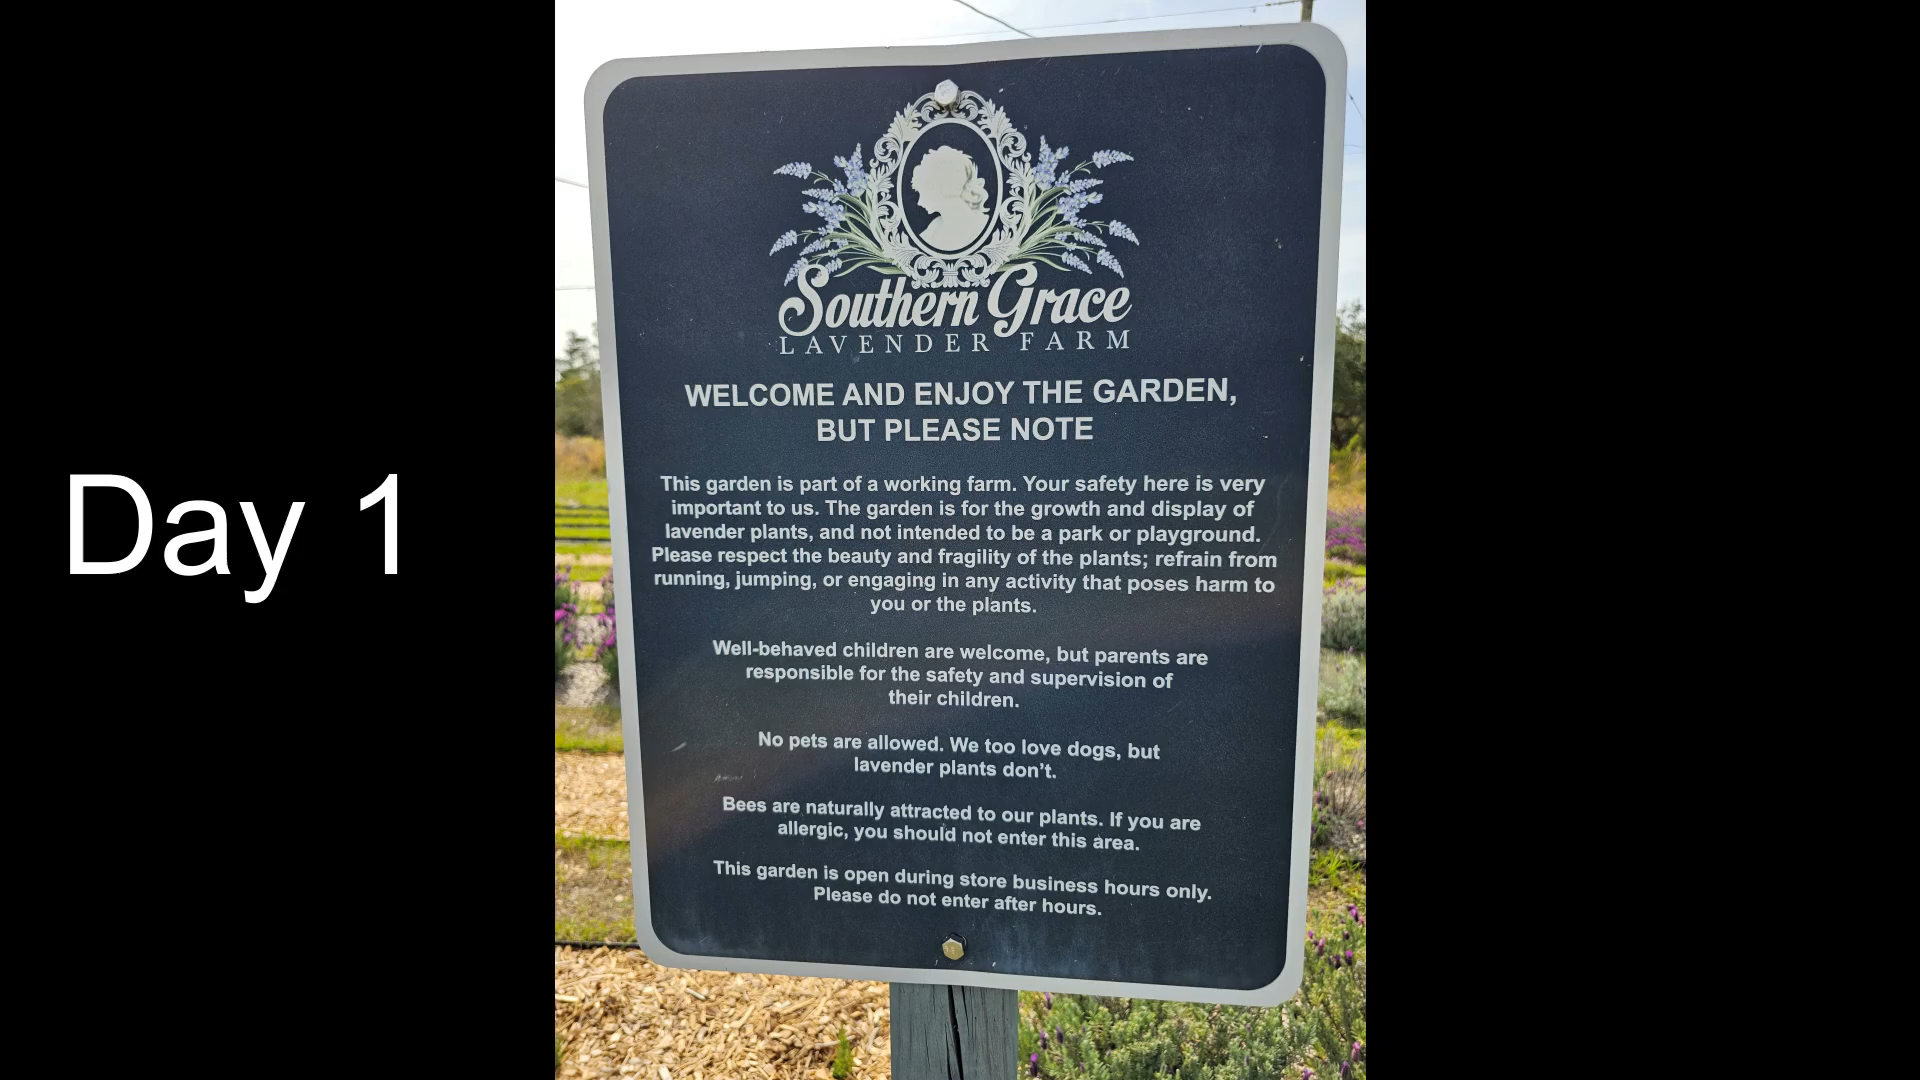 Day 1
Southern Grace
LAVENDER FARM
WELCOME AND ENJOY THE GARDEN,
BUT PLEASE NOTE
This garden is part of a working farm. Your safety here is very
important to us. The garden is for the growth and display of
lavender plants, and not intended to be a park or playground.
Please respect the beauty and fragility of the plants; refrain from
running, jumping, or engaging in any activity that poses harm to
you or the plants.
Well-behaved children are welcome, but parents are
responsible for the safety and supervision of
their children.
No pets are allowed. We too love dogs, but
lavender plants don't.
Bees are naturally attracted to our plants. If you are
allergic, you should not enter this area.
This garden is open during store business hours only.
Please do not enter after hours.